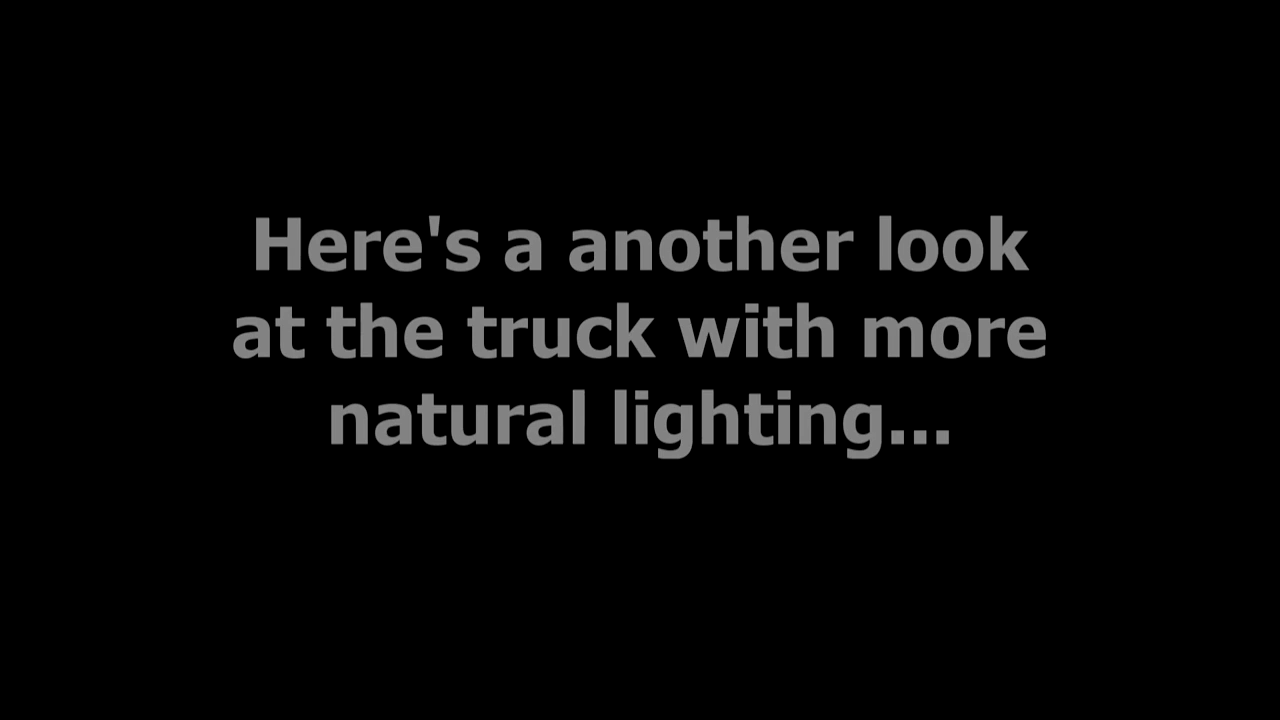 Here's a another look
at the truck with more
natural lighting...